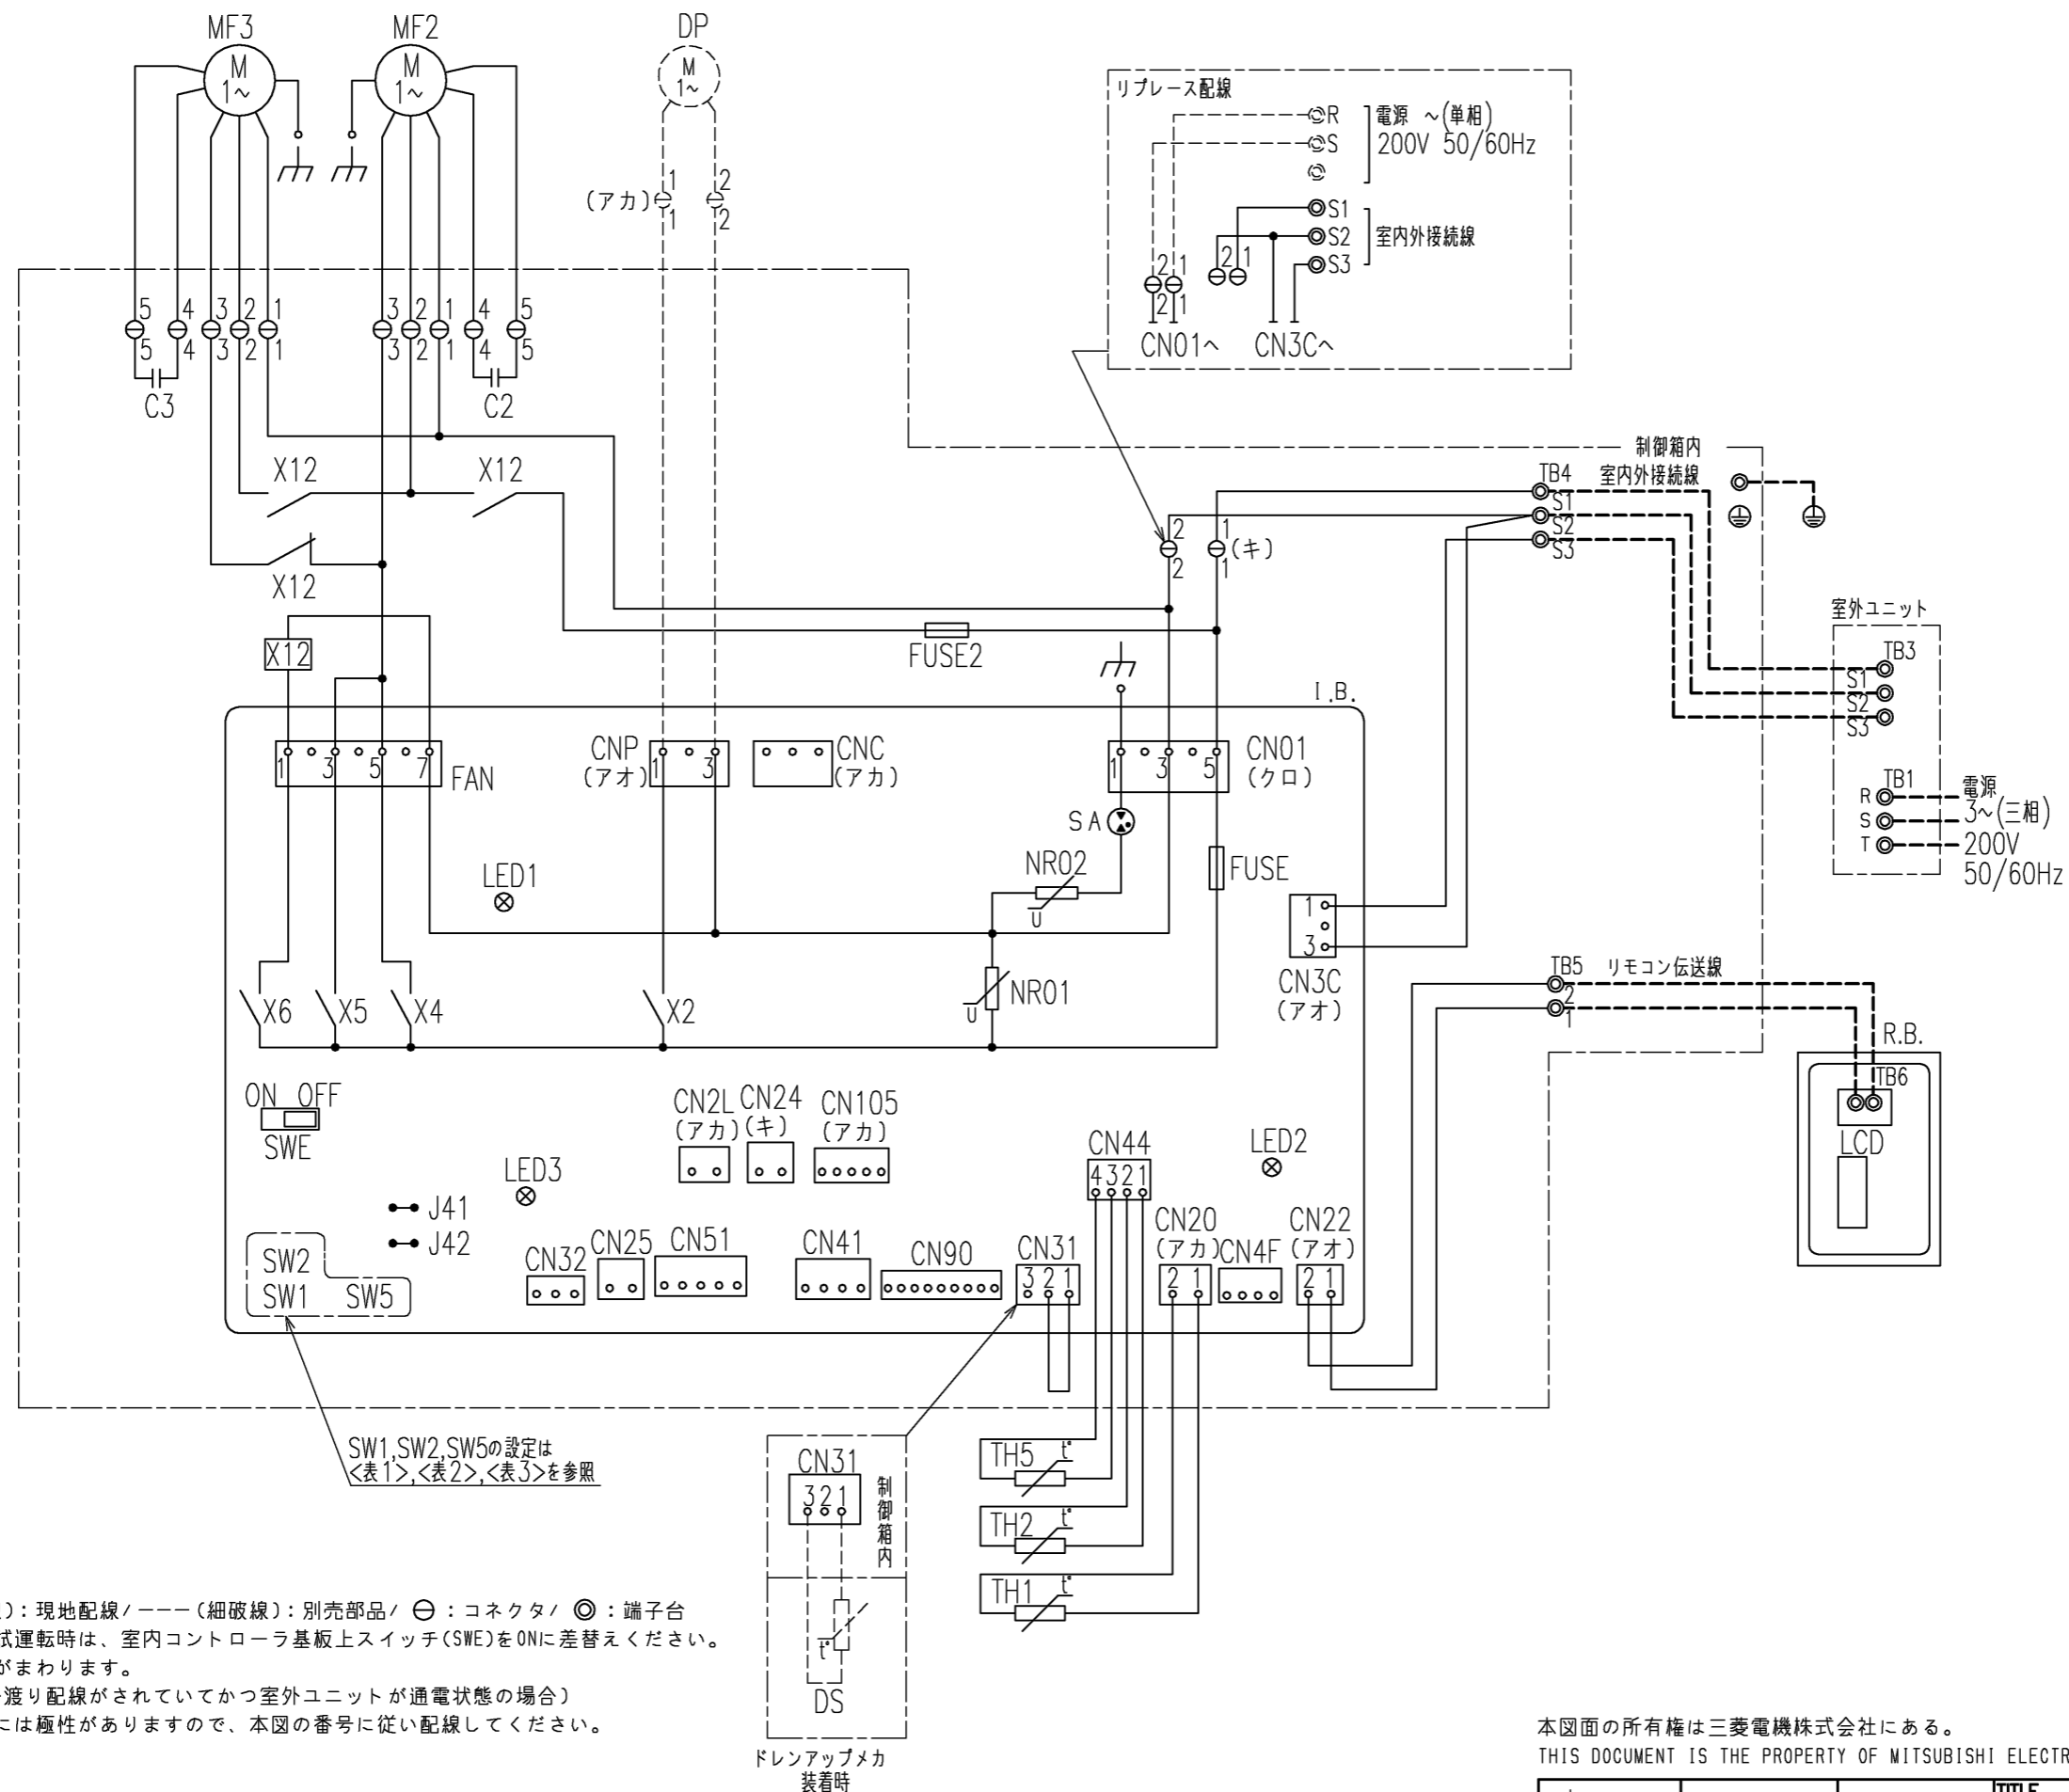 MF3
MF2
DP
M
1~
M
1~
M
1~
リプレース配線
R
S
電源 ~(単相)
200V 50/60Hz
S1
S2
S3
室内外接続線
2 1
2 1
2 1
CN01へ
CN3Cへ
(アカ)
1
1
2
2
5 4 3 2 1
5 4 3 2 1
3 2 1 4 5
3 2 1 4 5
C3
C2
制御箱内
X12
X12
X12
X12
TB4
室内外接続線
S1
S2
S3
2
2
1
1
(キ)
FUSE2
室外ユニット
TB3
S1
S2
S3
TB1
R
S
T
電源
3~(三相)
200V
50/60Hz
I.B.
1 3 5 7
FAN
CNP
(アオ)
1 3
CNC
(アカ)
1 3 5
CN01
(クロ)
SA
NR02
U
FUSE
LED1
1
3
CN3C
(アオ)
X6
X5
X4
X2
NR01
U
TB5
リモコン伝送線
2
1
R.B.
TB6
LCD
ON OFF
SWE
CN2L
(アカ)
CN24
(キ)
CN105
(アカ)
CN44
4321
LED2
LED3
J41
J42
SW2
SW1
SW5
CN32
CN25
CN51
CN41
CN90
CN31
321
CN20
(アカ)
2 1
CN4F
CN22
(アオ)
2 1
SW1,SW2,SW5の設定は
<表1>,<表2>,<表3>を参照
CN31
321
制御箱内
t°
DS
ドレンアップメカ
装着時
TH5
t°
TH2
t°
TH1
t°
):現地配線/---(細破線):別売部品/ :コネクタ/ :端子台
試運転時は、室内コントローラ基板上スイッチ(SWE)をONに差替えください。
がまわります。
渡り配線がされていてかつ室外ユニットが通電状態の場合)
には極性がありますので、本図の番号に従い配線してください。
本図面の所有権は三菱電機株式会社にある。
THIS DOCUMENT IS THE PROPERTY OF MITSUBISHI ELECTR
TITLE